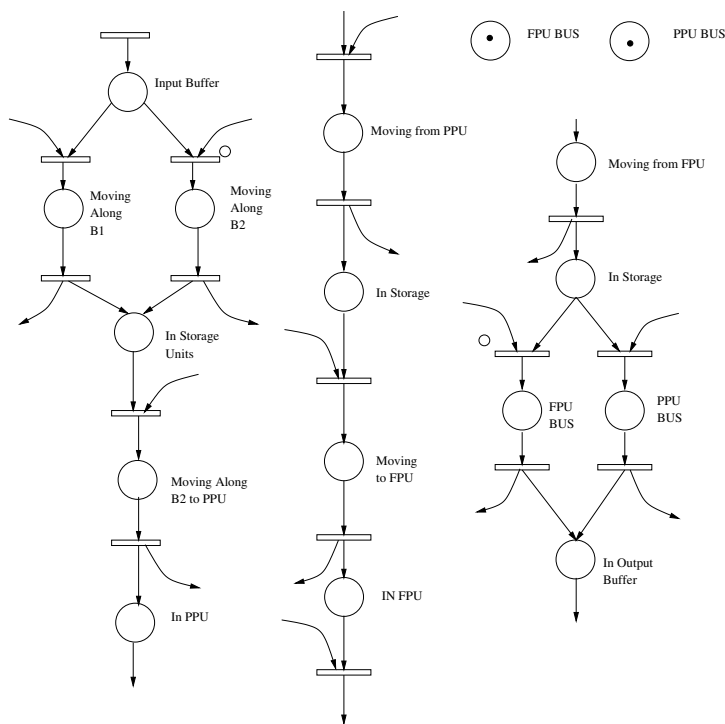 Input Buffer
Moving
Along
B1
Moving
Along
B2
In Storage
Units
Moving Along
B2 to PPU
In PPU
Moving from PPU
In Storage
Moving
to FPU
IN FPU
FPU BUS
PPU BUS
Moving from FPU
In Storage
FPU
BUS
PPU
BUS
In Output
Buffer